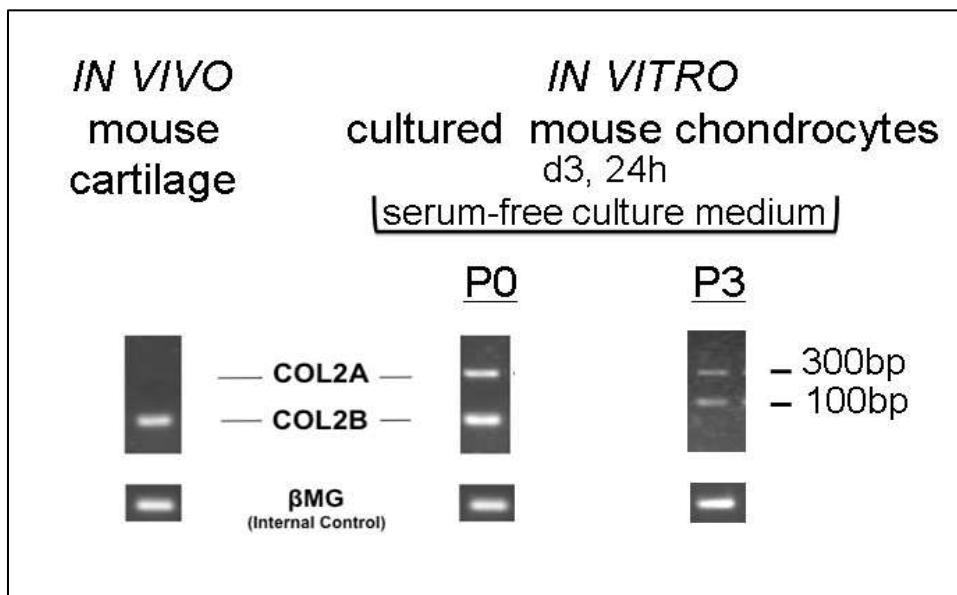 IN VIVO
mouse
cartilage
IN VITRO
cultured mouse chondrocytes
d3, 24h
serum-free culture medium
P0
P3
COL2A
COL2B
300bp
100bp
βMG
(Internal Control)